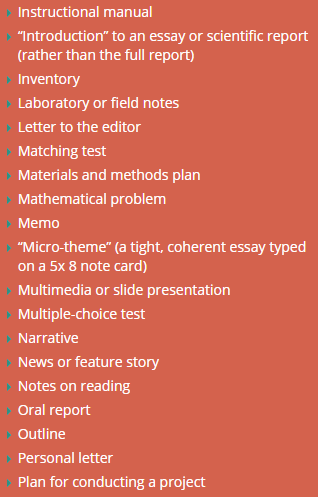 Instructional manual
“Introduction” to an essay or scientific report
(rather than the full report)
Inventory
Laboratory or field notes
Letter to the editor
Matching test
Materials and methods plan
Mathematical problem
Memo
“Micro-theme” (a tight, coherent essay typed
on a 5x 8 note card)
Multimedia or slide presentation
Multiple-choice test
Narrative
News or feature story
Notes on reading
Oral report
Outline
Personal letter
Plan for conducting a project